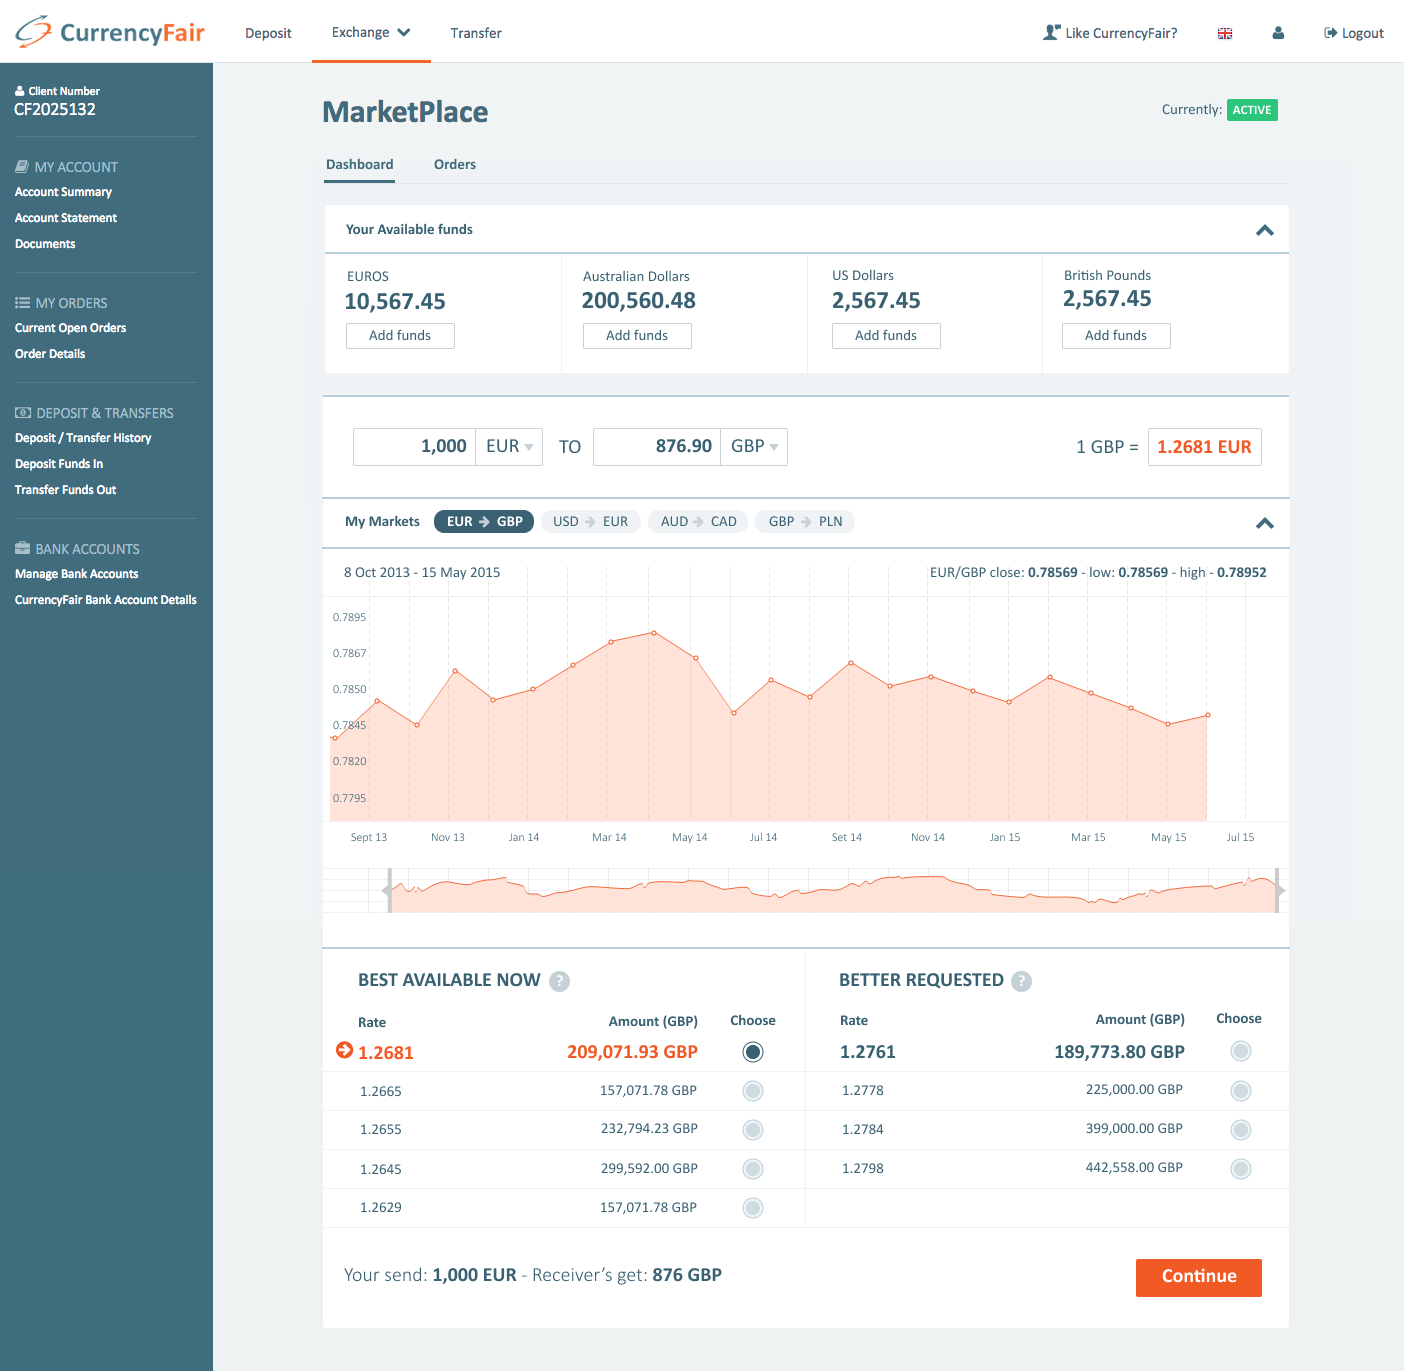 CurrencyFair
Deposit
Exchange
Transfer
Like CurrencyFair?
Logout
Client Number
CF2025132
MY ACCOUNT
Account Summary
Account Statement
Documents
MY ORDERS
Current Open Orders
Order Details
DEPOSIT & TRANSFERS
Deposit / Transfer History
Deposit Funds In
Transfer Funds Out
BANK ACCOUNTS
Manage Bank Accounts
CurrencyFair Bank Account Details
MarketPlace
Currently: ACTIVE
Dashboard
Orders
Your Available funds
EUROS
10,567.45
Add funds
Australian Dollars
200,560.48
Add funds
US Dollars
2,567.45
Add funds
British Pounds
2,567.45
Add funds
1,000 EUR TO 876.90 GBP
1 GBP = 1.2681 EUR
My Markets
EUR GBP
USD EUR
AUD CAD
GBP PLN
8 Oct 2013 - 15 May 2015
EUR/GBP close: 0.78569 - low: 0.78569 - high - 0.78952
0.7895
0.7867
0.7850
0.7845
0.7820
0.7795
Sept 13 Nov 13 Jan 14 Mar 14 May 14 Jul 14 Set 14 Nov 14 Jan 15 Mar 15 May 15 Jul 15
BEST AVAILABLE NOW ?
Rate Amount (GBP) Choose
1.2681 209,071.93 GBP
1.2665 157,071.78 GBP
1.2655 232,794.23 GBP
1.2645 299,592.00 GBP
1.2629 157,071.78 GBP
BETTER REQUESTED ?
Rate Amount (GBP) Choose
1.2761 189,773.80 GBP
1.2778 225,000.00 GBP
1.2784 399,000.00 GBP
1.2798 442,558.00 GBP
Your send: 1,000 EUR - Receiver's get: 876 GBP
Continue